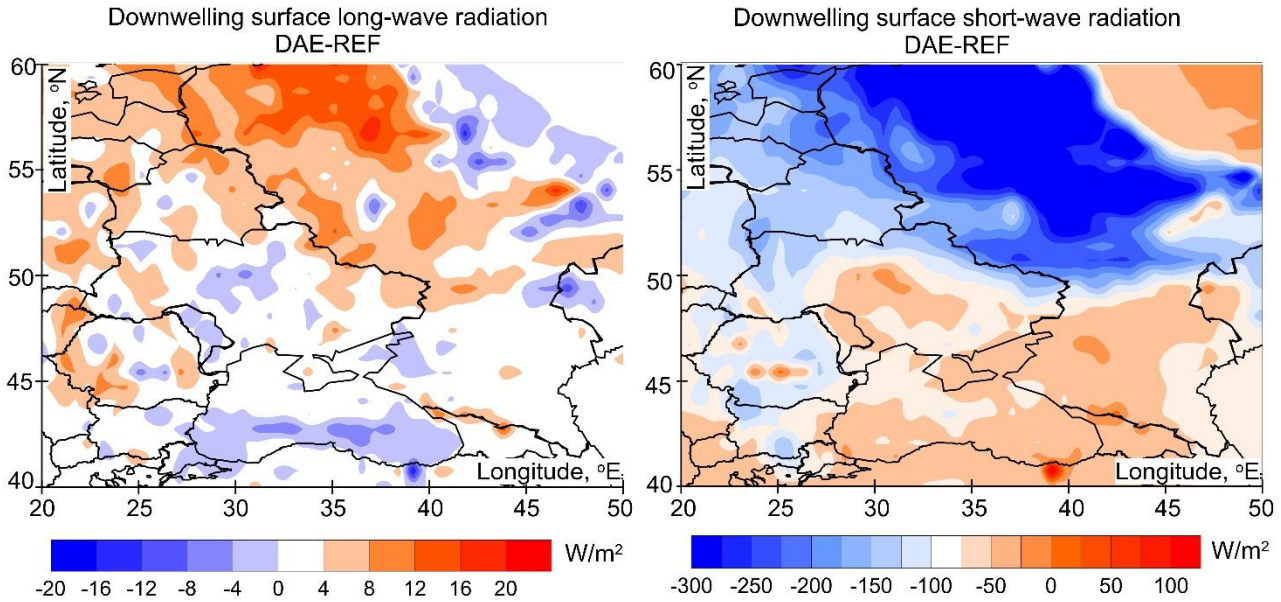 Downwelling surface long-wave radiation
DAE-REF
60
55
50
45
40
Latitude, °N
Longitude, °E
20 25 30 35 40 45 50
-20 -16 -12 -8 -4 0 4 8 12 16 20
W/m²
Downwelling surface short-wave radiation
DAE-REF
60
55
50
45
40
Latitude, °N
Longitude, °E
20 25 30 35 40 45 50
-300 -250 -200 -150 -100 -50 0 50 100
W/m²